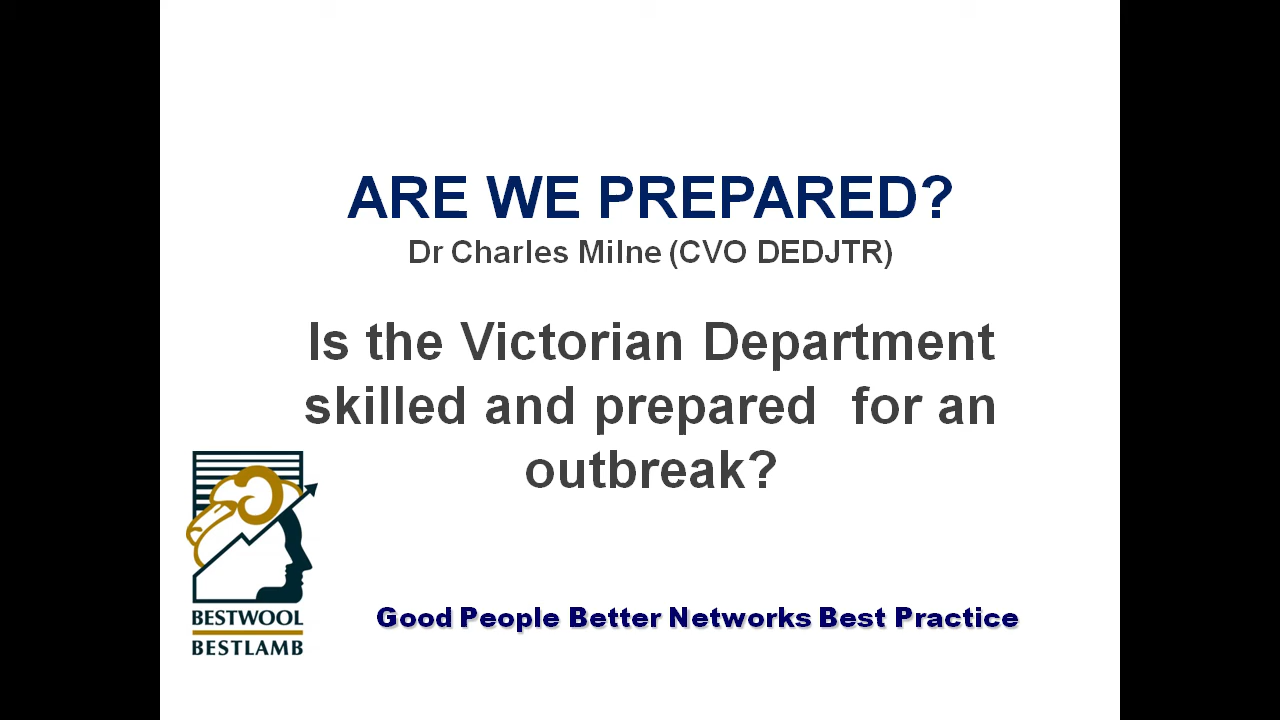 ARE WE PREPARED?
Dr Charles Milne (CVO DEDJTR)
Is the Victorian Department
skilled and prepared  for an
outbreak?
BESTWOOL
BESTLAMB
Good People Better Networks Best Practice